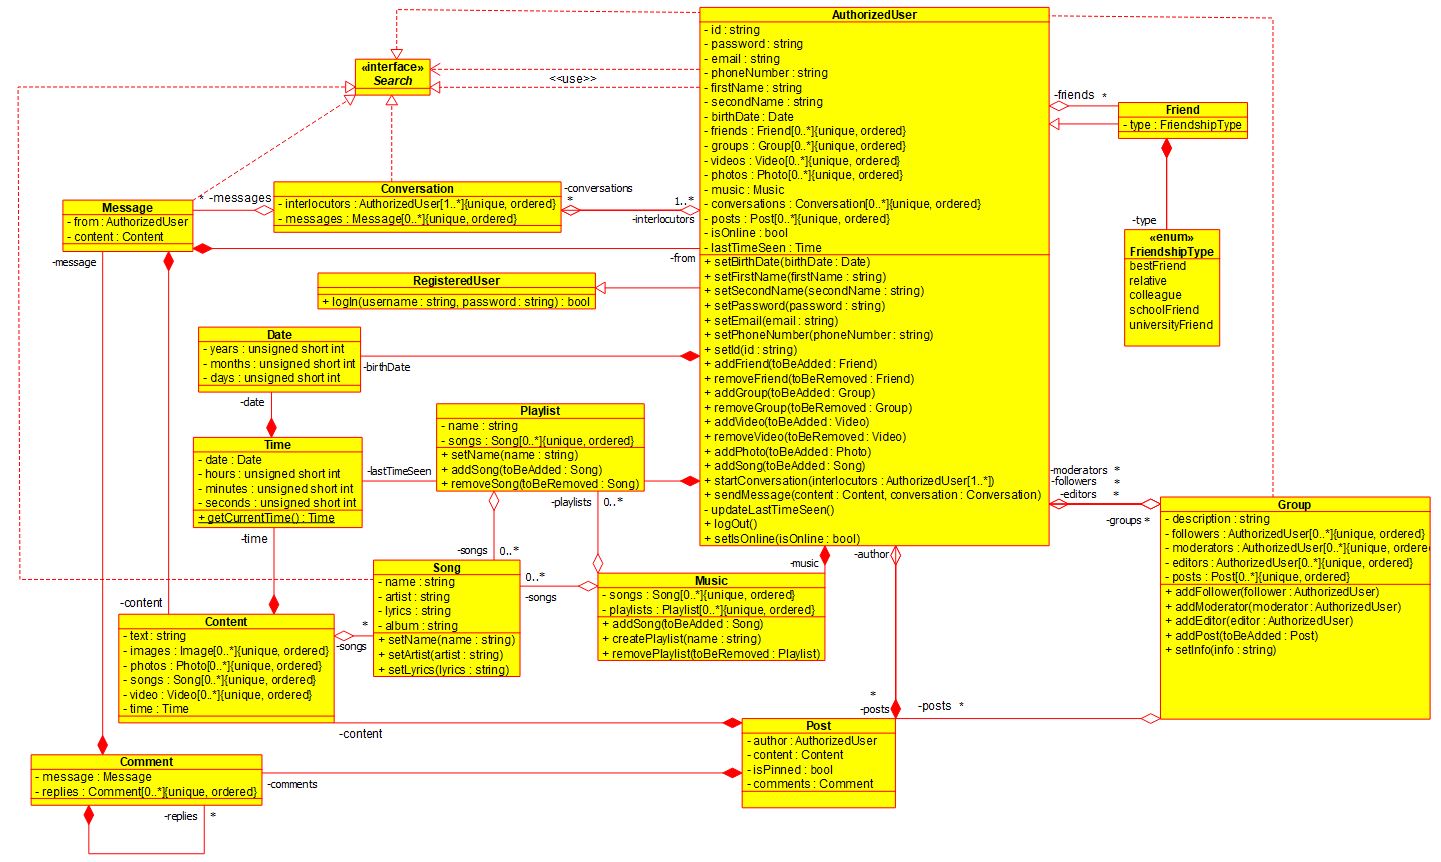 AuthorizedUser
- id : string
- password : string
- email : string
- phoneNumber : string
- firstName : string
- secondName : string
- birthDate : Date
- friends : Friend[0..*]{unique, ordered}
- groups : Group[0..*]{unique, ordered}
- videos : Video[0..*]{unique, ordered}
- photos : Photo[0..*]{unique, ordered}
- music : Music
- conversations : Conversation[0..*]{unique, ordered}
- posts : Post[0..*]{unique, ordered}
- isOnline : bool
- lastTimeSeen : Time
+ setBirthDate(birthDate : Date)
+ setFirstName(firstName : string)
+ setSecondName(secondName : string)
+ setPassword(password : string)
+ setEmail(email : string)
+ setPhoneNumber(phoneNumber : string)
+ setId(id : string)
+ addFriend(toBeAdded : Friend)
+ removeFriend(toBeRemoved : Friend)
+ addGroup(toBeAdded : Group)
+ removeGroup(toBeRemoved : Group)
+ addVideo(toBeAdded : Video)
+ removeVideo(toBeRemoved : Video)
+ addPhoto(toBeAdded : Photo)
+ addSong(toBeAdded : Song)
+ startConversation(interlocutors : AuthorizedUser[1..*])
+ sendMessage(content : Content, conversation : Conversation)
- updateLastTimeSeen()
+ logOut()
+ setIsOnline(isOnline : bool)
«interface»
Search
<<use>>
-friends *
Friend
- type : FriendshipType
-type
«enum»
FriendshipType
bestFriend
relative
colleague
schoolFriend
universityFriend
Conversation
- interlocutors : AuthorizedUser[1..*]{unique, ordered}
- messages : Message[0..*]{unique, ordered}
-conversations
*
1..*
-interlocutors
* -messages
Message
- from : AuthorizedUser
- content : Content
-message
-from
RegisteredUser
+ logIn(username : string, password : string) : bool
Date
- years : unsigned short int
- months : unsigned short int
- days : unsigned short int
-birthDate
-date
Time
- date : Date
- hours : unsigned short int
- minutes : unsigned short int
- seconds : unsigned short int
+ getCurrentTime() : Time
-lastTimeSeen
-time
Playlist
- name : string
- songs : Song[0..*]{unique, ordered}
+ setName(name : string)
+ addSong(toBeAdded : Song)
+ removeSong(toBeRemoved : Song)
-playlists 0..*
-songs 0..*
Song
- name : string
- artist : string
- lyrics : string
- album : string
+ setName(name : string)
+ setArtist(artist : string)
+ setLyrics(lyrics : string)
0..*
-songs
-music
Music
- songs : Song[0..*]{unique, ordered}
- playlists : Playlist[0..*]{unique, ordered}
+ addSong(toBeAdded : Song)
+ createPlaylist(name : string)
+ removePlaylist(toBeRemoved : Playlist)
-author
-moderators *
-followers *
-editors *
-groups *
Group
- description : string
- followers : AuthorizedUser[0..*]{unique, ordered}
- moderators : AuthorizedUser[0..*]{unique, ordere
- editors : AuthorizedUser[0..*]{unique, ordered}
- posts : Post[0..*]{unique, ordered}
+ addFollower(follower : AuthorizedUser)
+ addModerator(moderator : AuthorizedUser)
+ addEditor(editor : AuthorizedUser)
+ addPost(toBeAdded : Post)
+ setInfo(info : string)
-content
Content
- text : string
- images : Image[0..*]{unique, ordered}
- photos : Photo[0..*]{unique, ordered}
- songs : Song[0..*]{unique, ordered}
- video : Video[0..*]{unique, ordered}
- time : Time
*
-songs
-content
*
-posts
-posts *
Post
- author : AuthorizedUser
- content : Content
- isPinned : bool
- comments : Comment
Comment
- message : Message
- replies : Comment[0..*]{unique, ordered}
-comments
-replies *